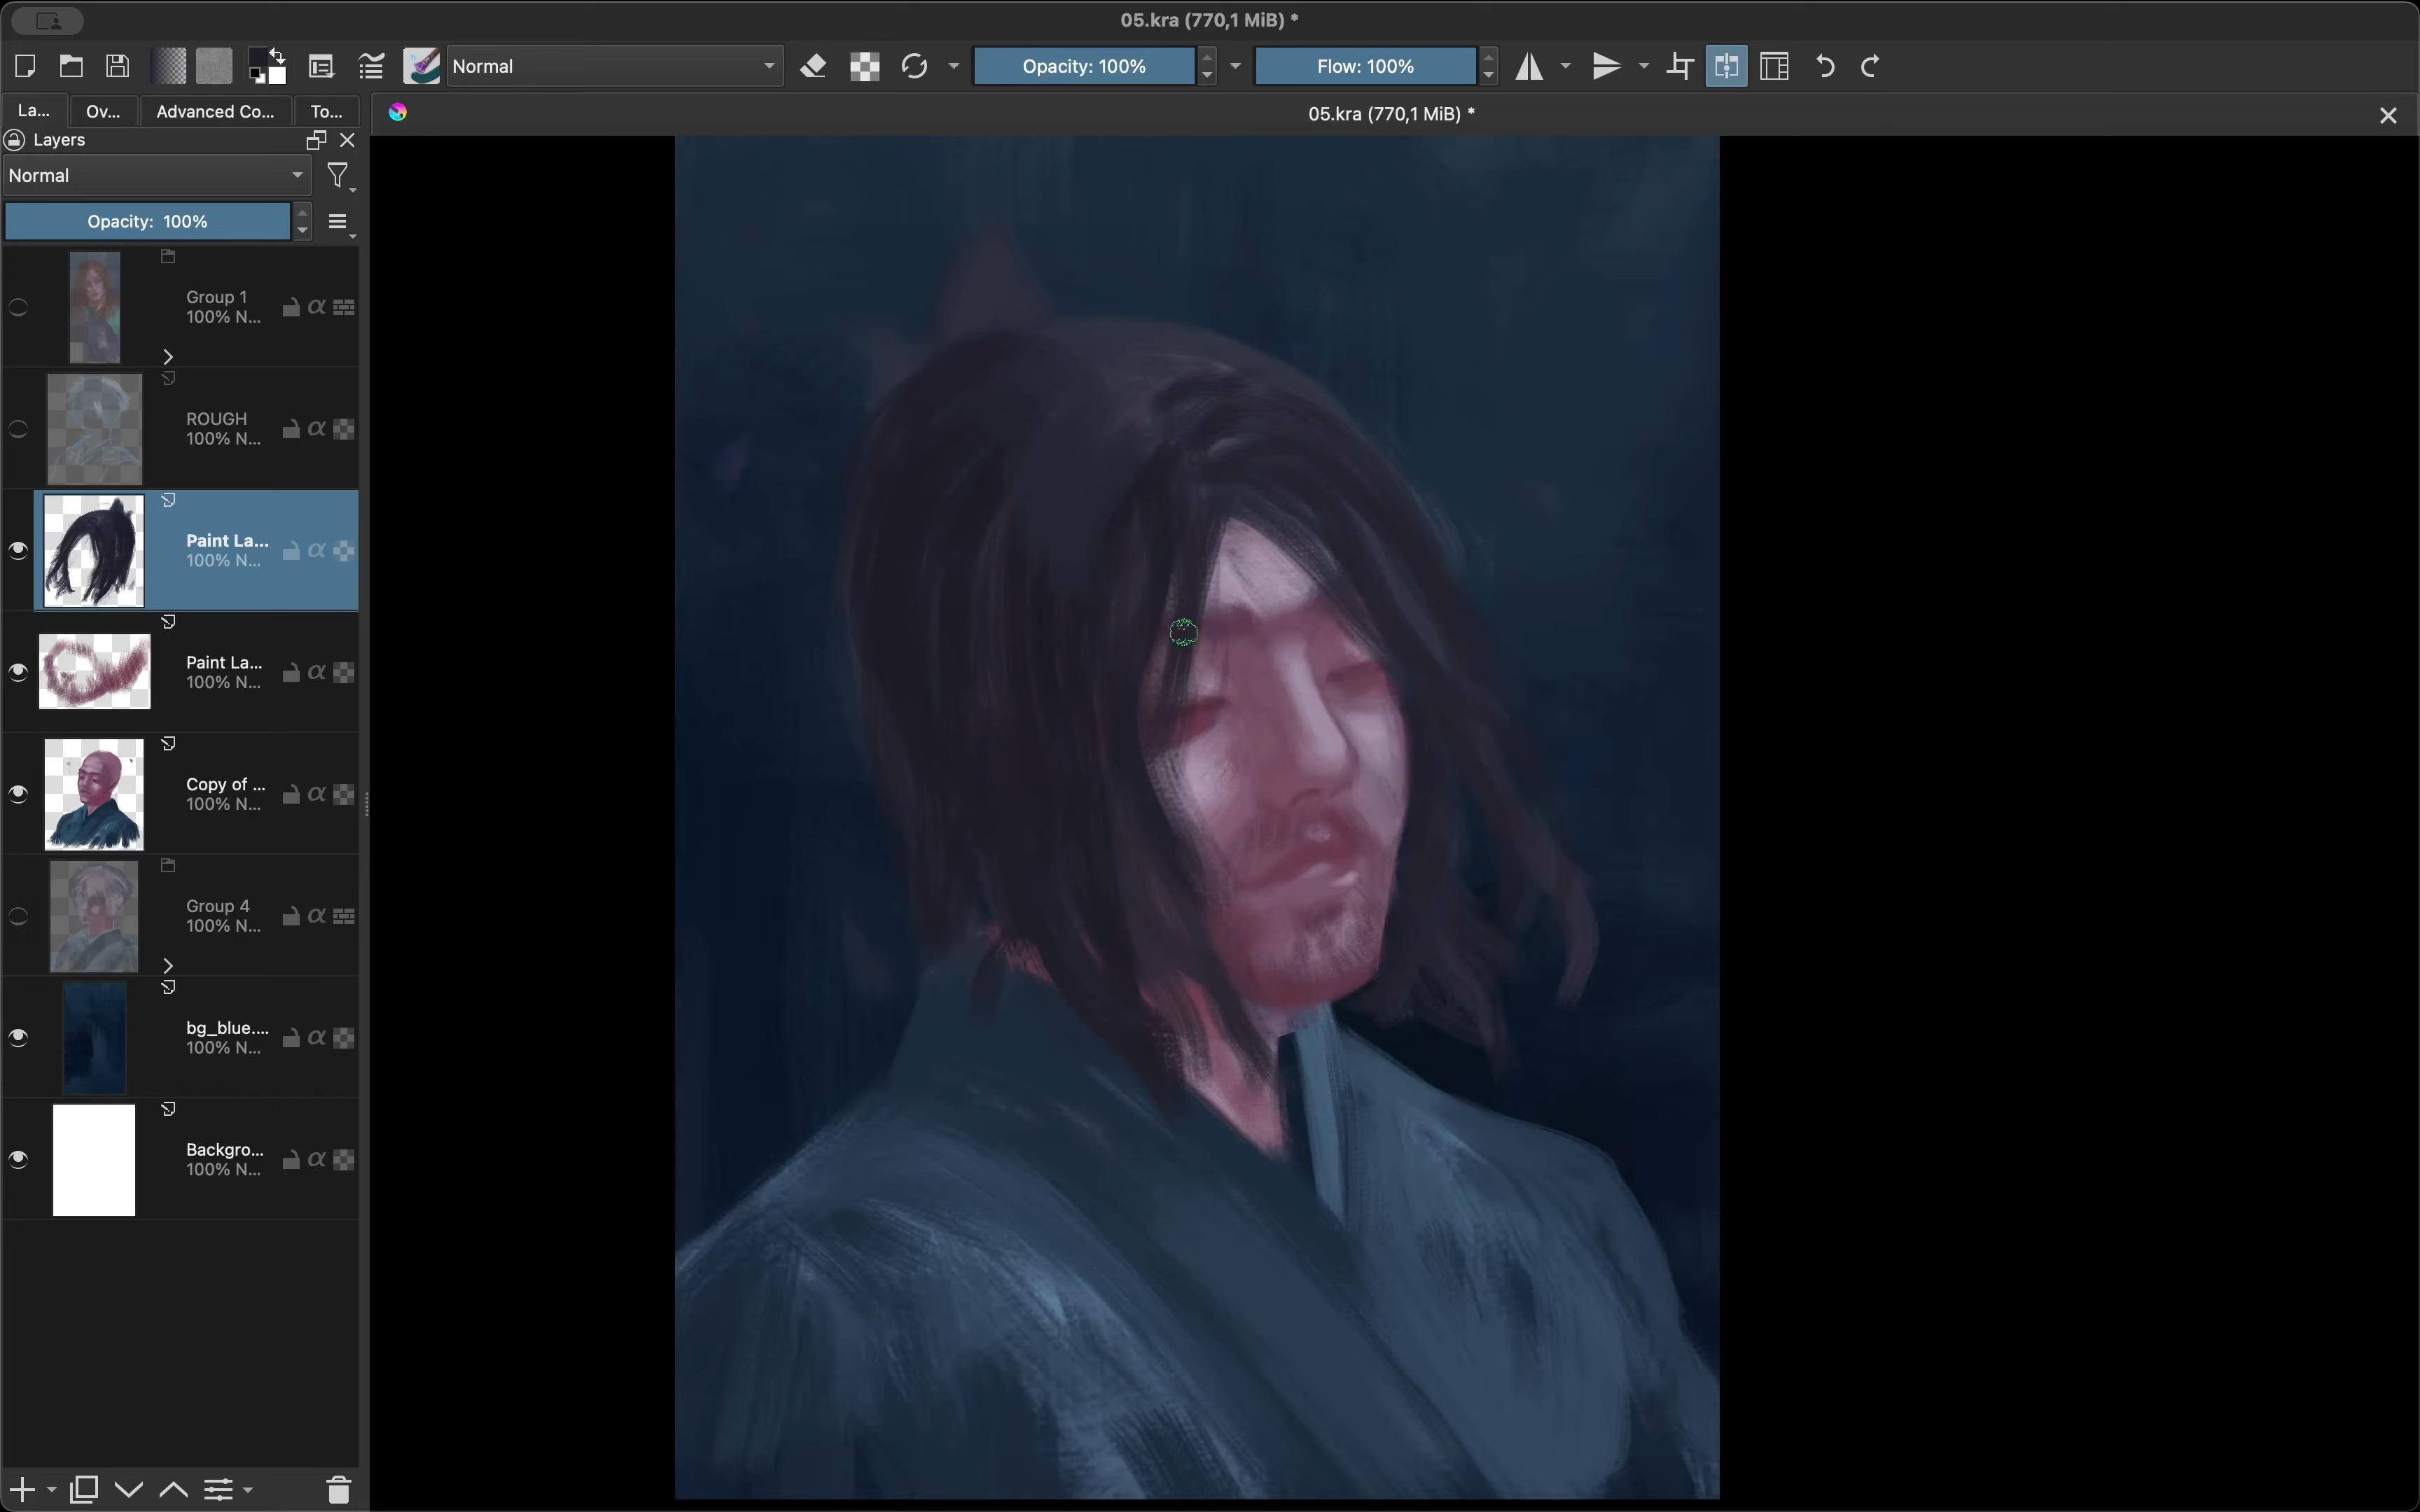 05.kra (770,1 MiB) *
Normal
Opacity: 100%
Flow: 100%
La...
Ov...
Advanced Co...
To...
05.kra (770,1 MiB) *
Layers
Normal
Opacity: 100%
Group 1
100% N...
ROUGH
100% N...
Paint La...
100% N...
Paint La...
100% N...
Copy of ...
100% N...
Group 4
100% N...
bg_blue....
100% N...
Backgro...
100% N...